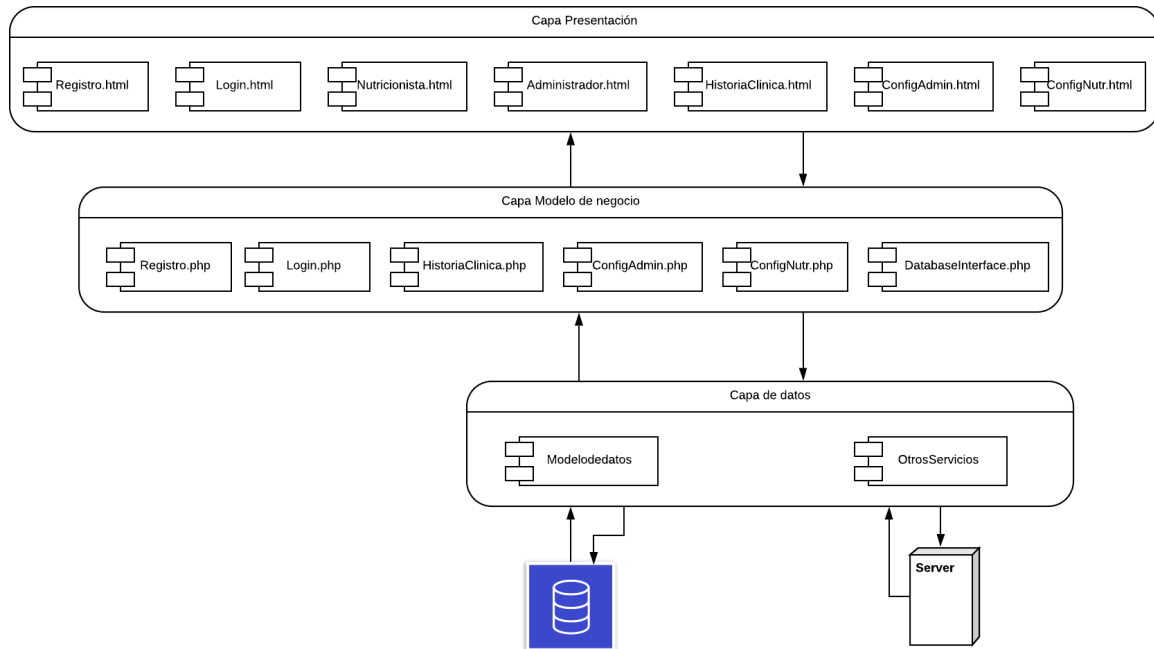 Capa Presentación
Registro.html
Login.html
Nutricionista.html
Administrador.html
HistoriaClinica.html
ConfigAdmin.html
ConfigNutr.html
Capa Modelo de negocio
Registro.php
Login.php
HistoriaClinica.php
ConfigAdmin.php
ConfigNutr.php
DatabaseInterface.php
Capa de datos
Modelodedatos
OtrosServicios
Server